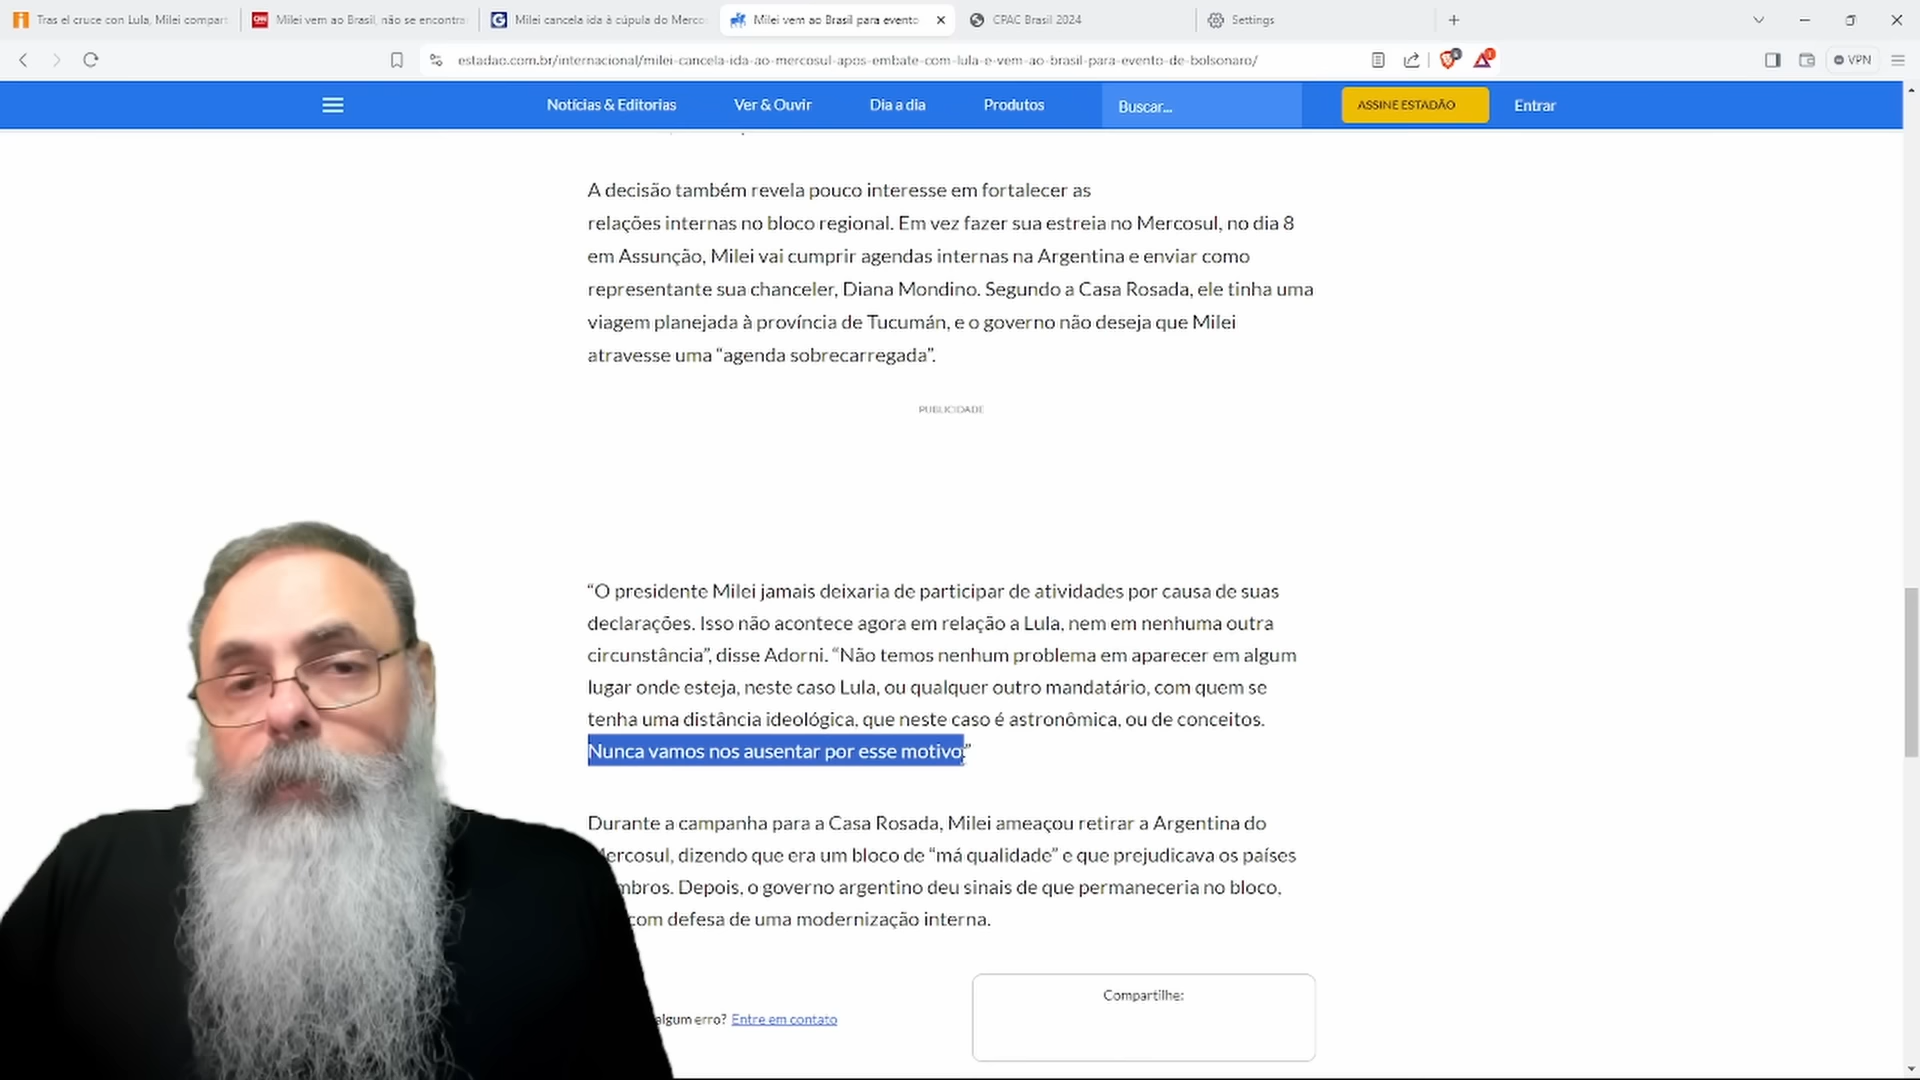 Tras el cruce con Lula, Milei compart
Milei vem ao Brasil, não se encontra
Milei cancela ida à cúpula do Merco
Milei vem ao Brasil para evento
CPAC Brasil 2024
Settings
estadao.com.br/internacional/milei-cancela-ida-ao-mercosul-apos-embate-com-lula-e-vem-ao-brasil-para-evento-de-bolsonaro/
VPN
Notícias & Editorias
Ver & Ouvir
Dia a dia
Produtos
Buscar...
ASSINE ESTADÃO
Entrar
A decisão também revela pouco interesse em fortalecer as
relações internas no bloco regional. Em vez fazer sua estreia no Mercosul, no dia 8
em Assunção, Milei vai cumprir agendas internas na Argentina e enviar como
representante sua chanceler, Diana Mondino. Segundo a Casa Rosada, ele tinha uma
viagem planejada à província de Tucumán, e o governo não deseja que Milei
atravesse uma “agenda sobrecarregada”.
PUBLICIDADE
“O presidente Milei jamais deixaria de participar de atividades por causa de suas
declarações. Isso não acontece agora em relação a Lula, nem em nenhuma outra
circunstância”, disse Adorni. “Não temos nenhum problema em aparecer em algum
lugar onde esteja, neste caso Lula, ou qualquer outro mandatário, com quem se
tenha uma distância ideológica, que neste caso é astronômica, ou de conceitos.
Nunca vamos nos ausentar por esse motivo.”
Durante a campanha para a Casa Rosada, Milei ameaçou retirar a Argentina do
Mercosul, dizendo que era um bloco de “má qualidade” e que prejudicava os países
mbros. Depois, o governo argentino deu sinais de que permaneceria no bloco,
com defesa de uma modernização interna.
algum erro? Entre em contato
Compartilhe: